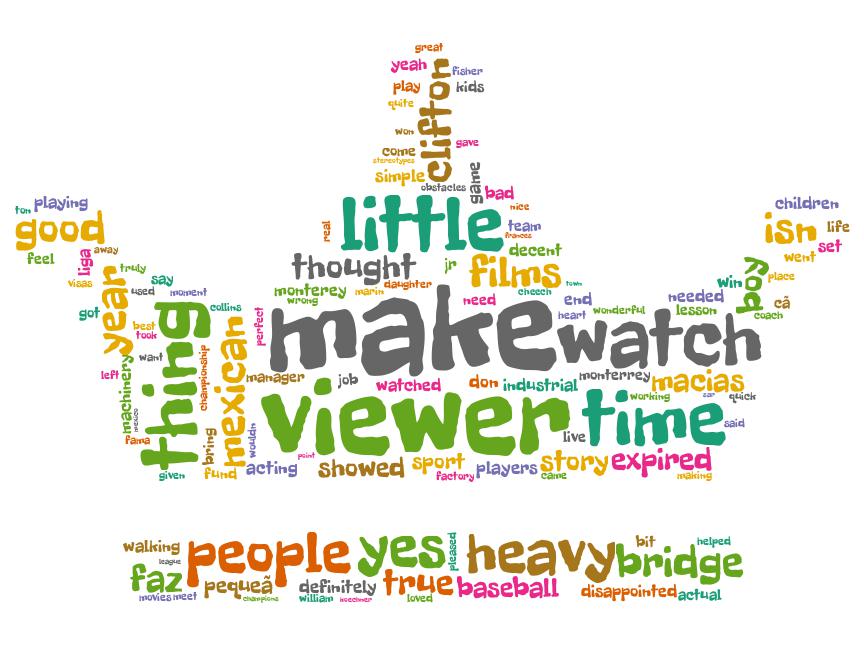 great
yeah
fisher
play
clifton
kids
quite
won
gave
come
stereotypes
simple
game
obstacles
bad
ton
playing
nice
children
good
real
little
team
isn
life
frances
set
feel
liga
away
thought
jr
films
decent
went
visas
truly
say
daughter
town
boy
place
year
used
moment
monterey
marin
cheech
win
wrong
need
end
needed
cã
got
thing
collins
make
heart
wonderful
lesson
coach
best
took
mexican
perfect
watch
left
want
championship
manager
job
watched
don
industrial
monterrey
macias
machinery
viewer
time
working
car
quick
mexico
said
fama
bring
wouldn
live
point
given
fund
acting
showed
sport
players
story
expired
factory
came
making
walking
people
yes
pleased
heavy
bit
helped
league
bridge
faz
pequeã
definitely
true
baseball
disappointed
actual
movies
meet
champions
william
koechner
loved